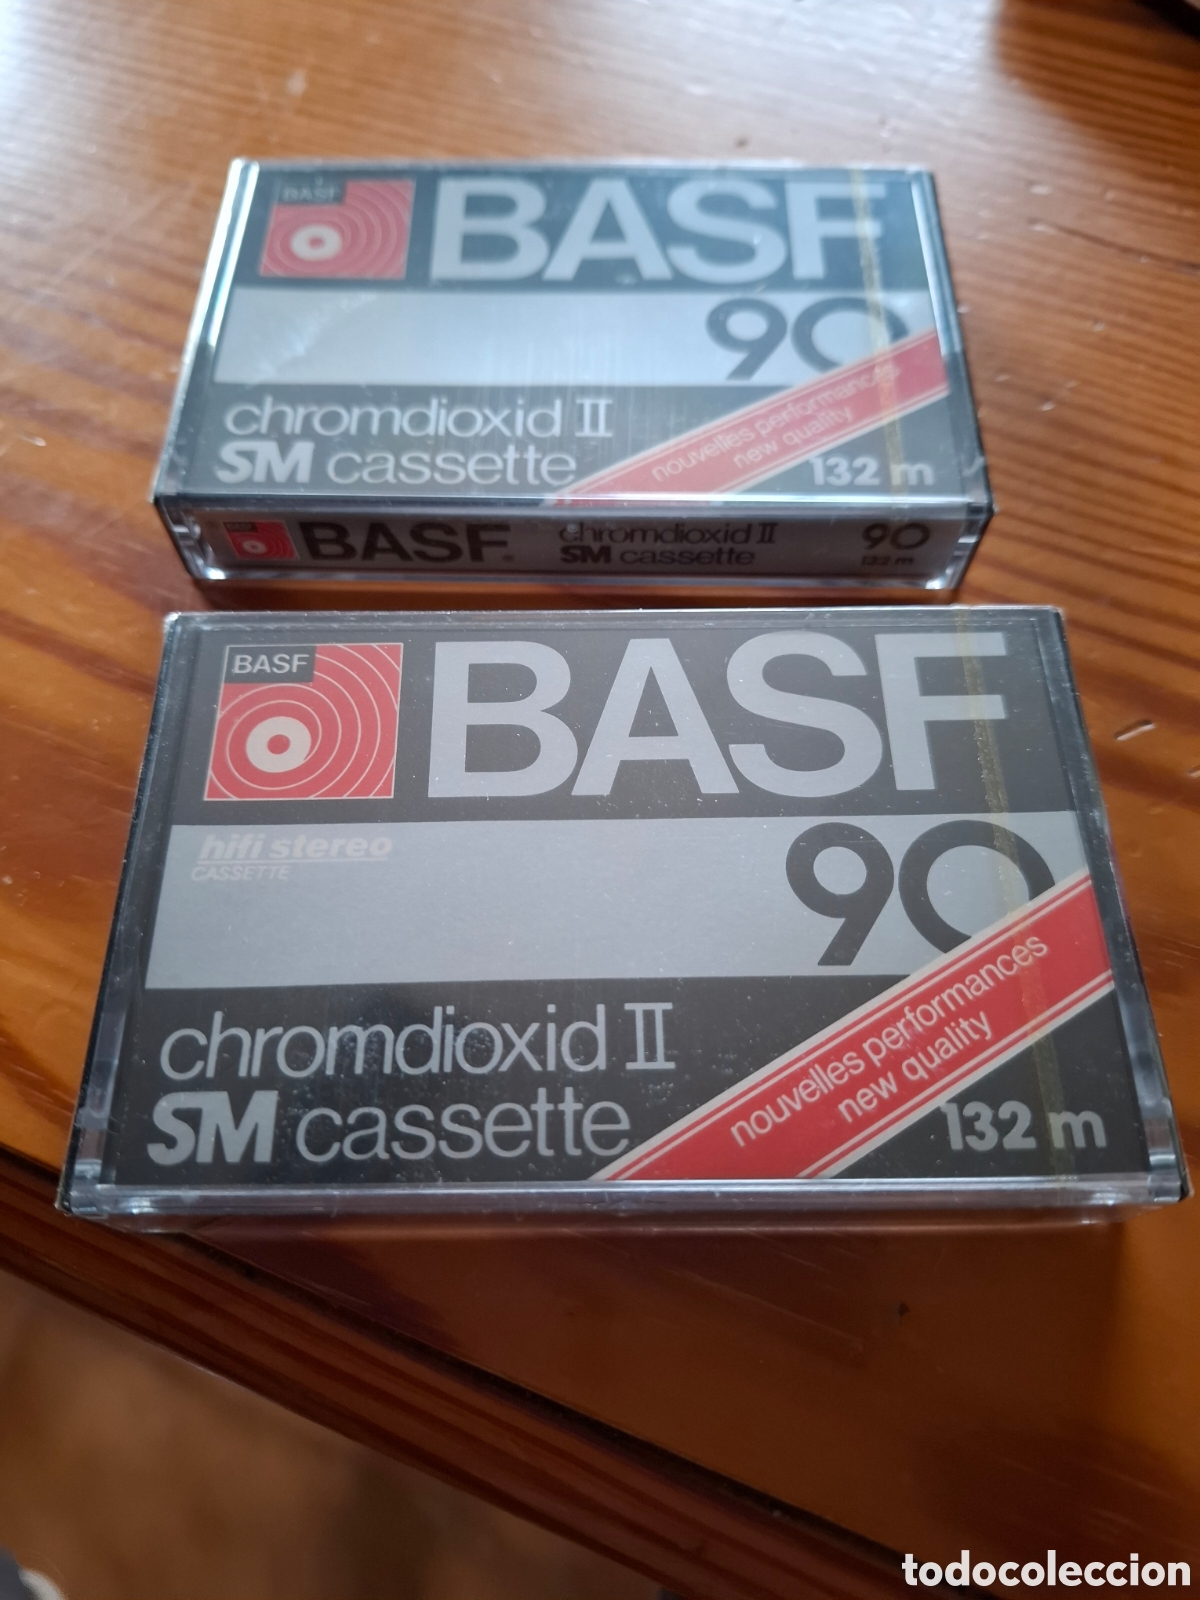 BASF
BASF
90
chromdioxid II
SM cassette
nouvelles performances
new quality
132 m
BASF
BASF
chromdioxid II
SM cassette
90
132 m
BASF
BASF
hifi stereo
CASSETTE
90
chromdioxid II
SM cassette
nouvelles performances
new quality
132 m
todocoleccion